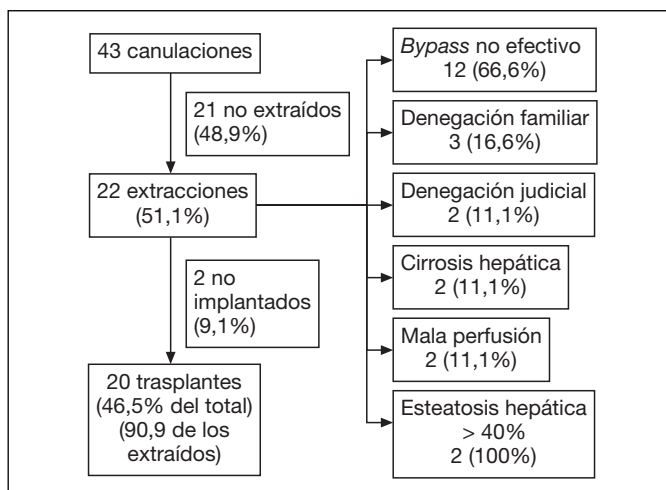 43 canulaciones
21 no extraídos
(48,9%)
22 extracciones
(51,1%)
2 no
implantados
(9,1%)
20 trasplantes
(46,5% del total)
(90,9 de los
extraídos)
Bypass no efectivo
12 (66,6%)
Denegación familiar
3 (16,6%)
Denegación judicial
2 (11,1%)
Cirrosis hepática
2 (11,1%)
Mala perfusión
2 (11,1%)
Esteatosis hepática
> 40%
2 (100%)